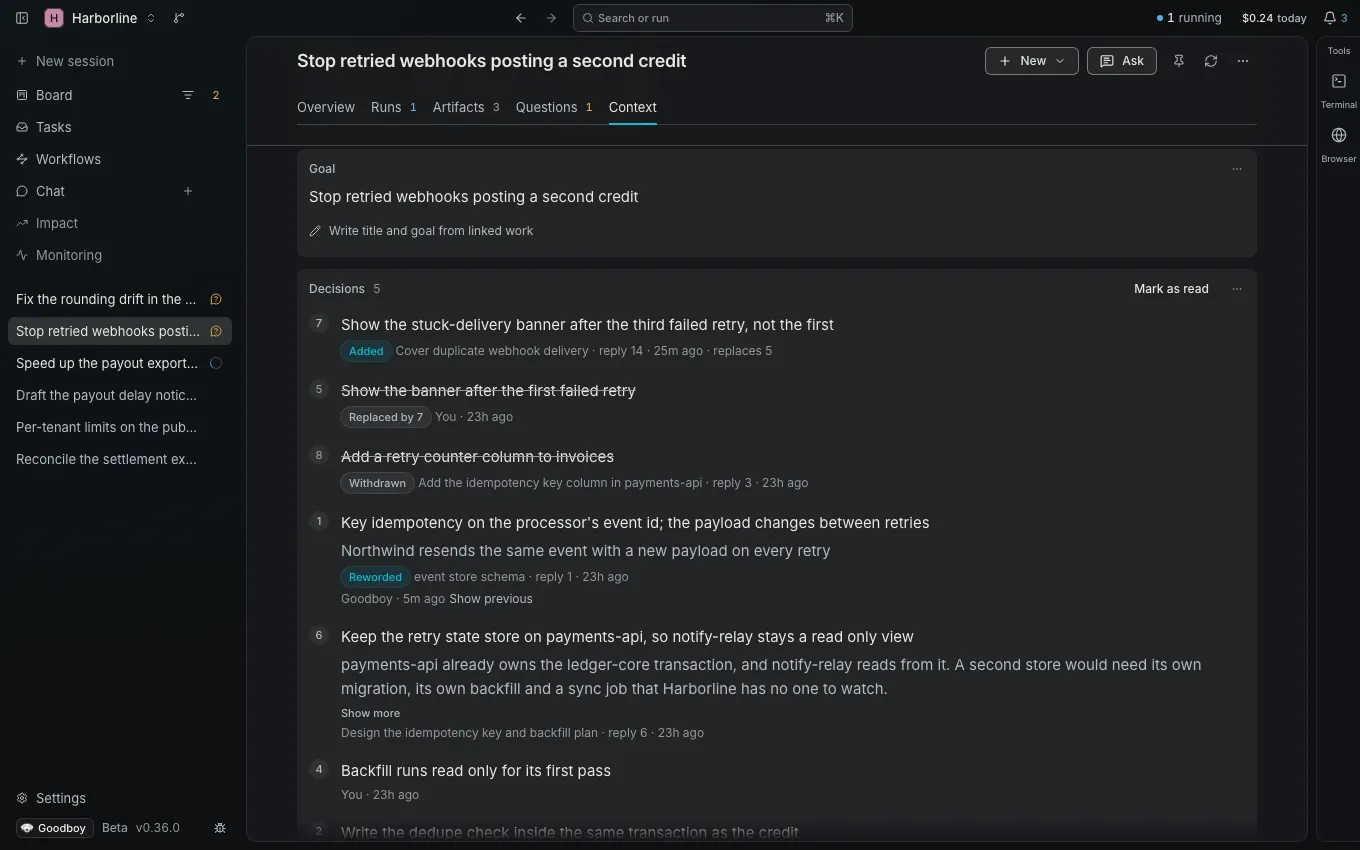 H Harborline
Search or run ⌘K
1 running $0.24 today 3
New session
Board 2
Tasks
Workflows
Chat
Impact
Monitoring
Fix the rounding drift in the ...
Stop retried webhooks posti...
Speed up the payout export...
Draft the payout delay notic...
Per-tenant limits on the pub...
Reconcile the settlement ex...
Settings
Goodboy Beta v0.36.0
Stop retried webhooks posting a second credit
New Ask
Overview Runs 1 Artifacts 3 Questions 1 Context
Goal
Stop retried webhooks posting a second credit
Write title and goal from linked work
Decisions 5 Mark as read
7 Show the stuck-delivery banner after the third failed retry, not the first
Added Cover duplicate webhook delivery · reply 14 · 25m ago · replaces 5
5 Show the banner after the first failed retry
Replaced by 7 You · 23h ago
8 Add a retry counter column to invoices
Withdrawn Add the idempotency key column in payments-api · reply 3 · 23h ago
1 Key idempotency on the processor's event id; the payload changes between retries
Northwind resends the same event with a new payload on every retry
Reworded event store schema · reply 1 · 23h ago
Goodboy · 5m ago Show previous
6 Keep the retry state store on payments-api, so notify-relay stays a read only view
payments-api already owns the ledger-core transaction, and notify-relay reads from it. A second store would need its own
migration, its own backfill and a sync job that Harborline has no one to watch.
Show more
Design the idempotency key and backfill plan · reply 6 · 23h ago
4 Backfill runs read only for its first pass
You · 23h ago
2 Write the dedupe check inside the same transaction as the credit
Tools
Terminal
Browser